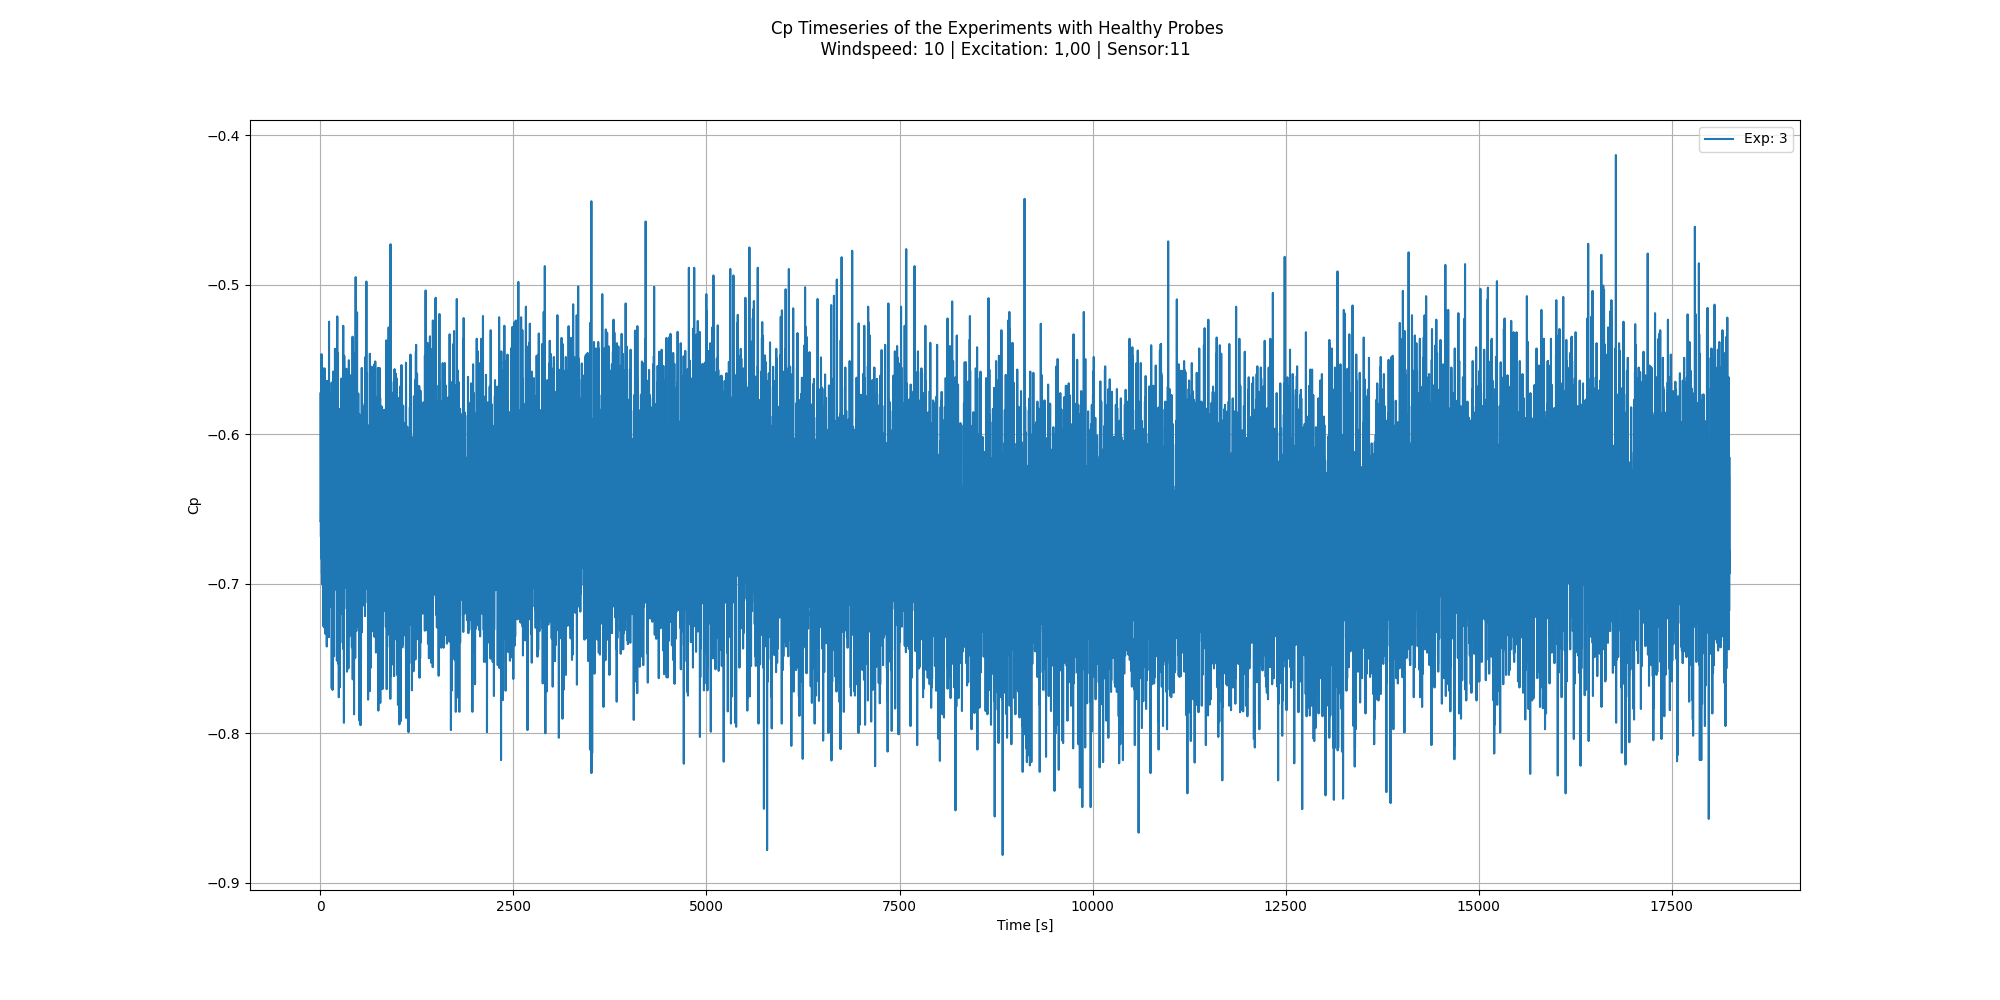 Cp Timeseries of the Experiments with Healthy Probes
Windspeed: 10 | Excitation: 1,00 | Sensor:11
Exp: 3
−0.4
−0.5
−0.6
−0.7
−0.8
−0.9
Cp
0 2500 5000 7500 10000 12500 15000 17500
Time [s]